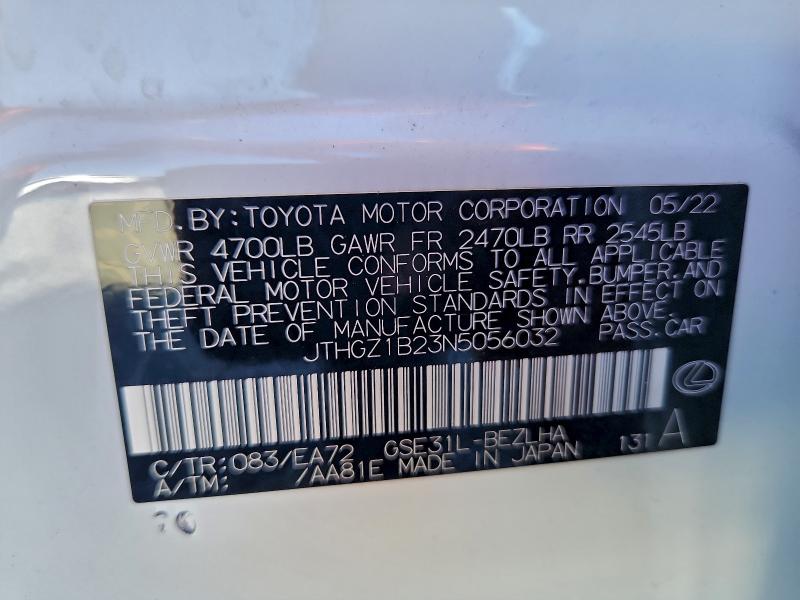 MFD.BY: TOYOTA MOTOR CORPORATION 05/22
GVWR 4700LB GAWR FR 2470LB RR 2545LB
THIS VEHICLE CONFORMS TO ALL APPLICABLE
FEDERAL MOTOR VEHICLE SAFETY.BUMPER.AND
THEFT PREVENTION STANDARDS IN EFFECT ON
THE DATE OF MANUFACTURE SHOWN ABOVE.
JTHGZ1B23N5056032 PASS.CAR
C/TR: 083/EA72 GSE31L-BEZLHA 131 A
A/TM: /AA81E MADE IN JAPAN